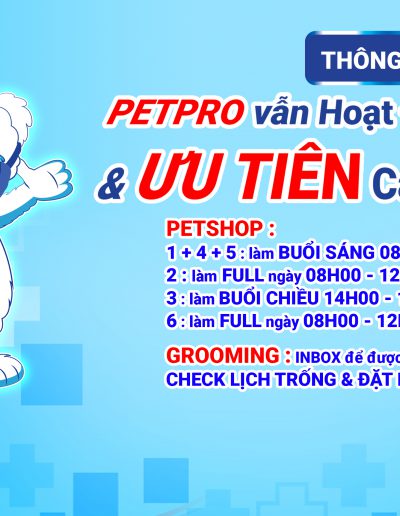 THÔNG
PETPRO vẫn Hoạt
& ƯU TIÊN
PETSHOP :
1 + 4 + 5 : làm BUỔI SÁNG 08
2 : làm FULL ngày 08H00 - 12
3 : làm BUỔI CHIỀU 14H00 -
6 : làm FULL ngày 08H00 - 12
GROOMING : INBOX để được
CHECK LỊCH TRỐNG & ĐẶT